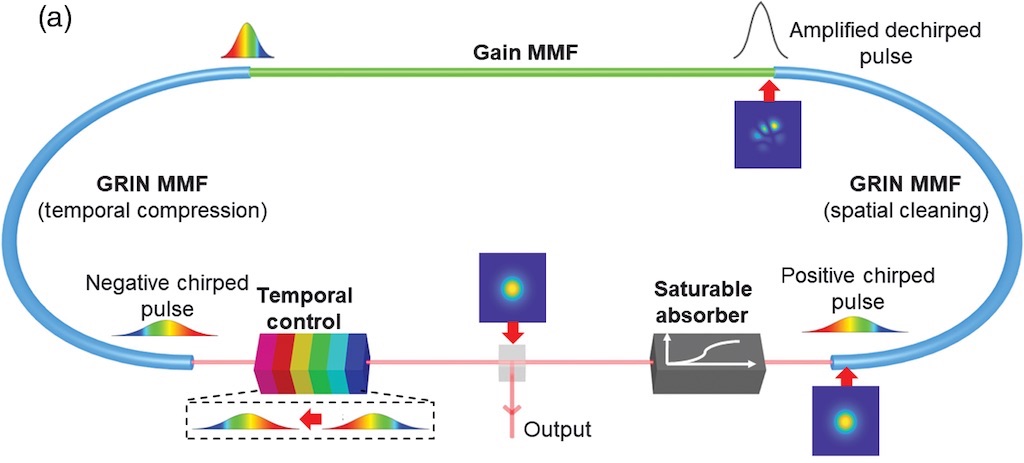 (a)
Gain MMF
Amplified dechirped
pulse
GRIN MMF
(temporal compression)
GRIN MMF
(spatial cleaning)
Negative chirped
pulse
Temporal
control
Saturable
absorber
Positive chirped
pulse
Output